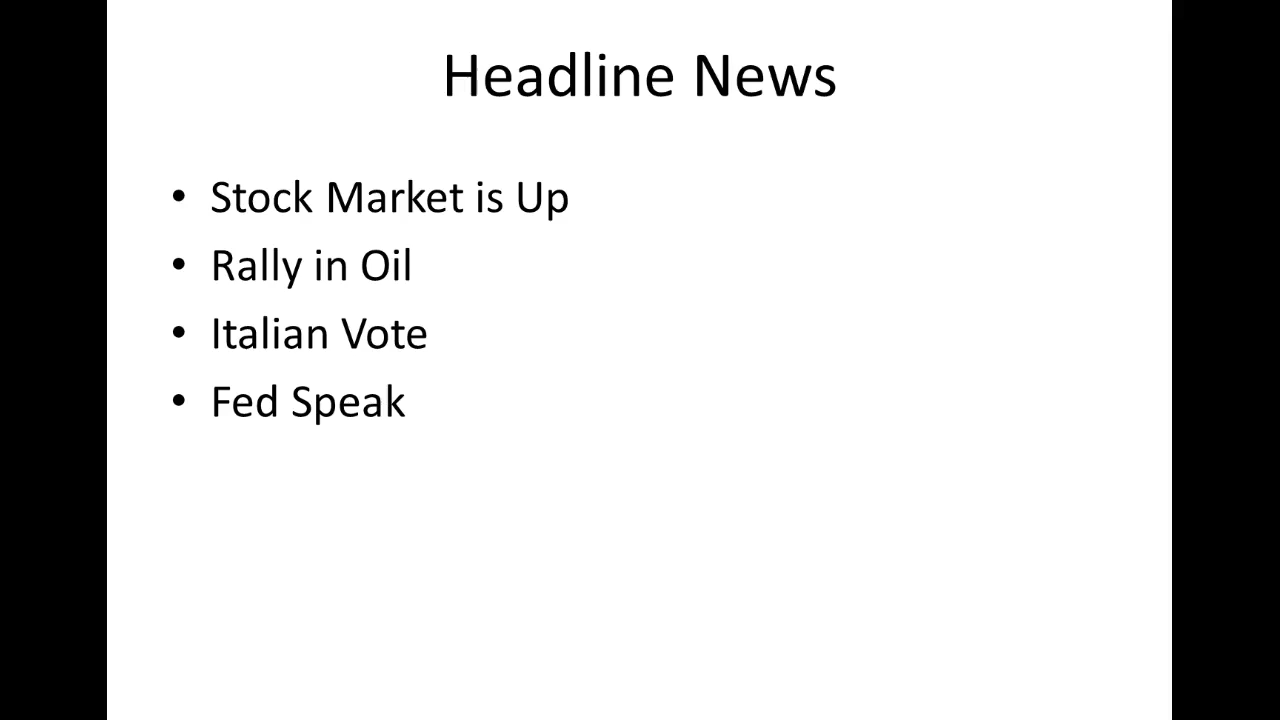 Headline News
• Stock Market is Up
• Rally in Oil
• Italian Vote
• Fed Speak